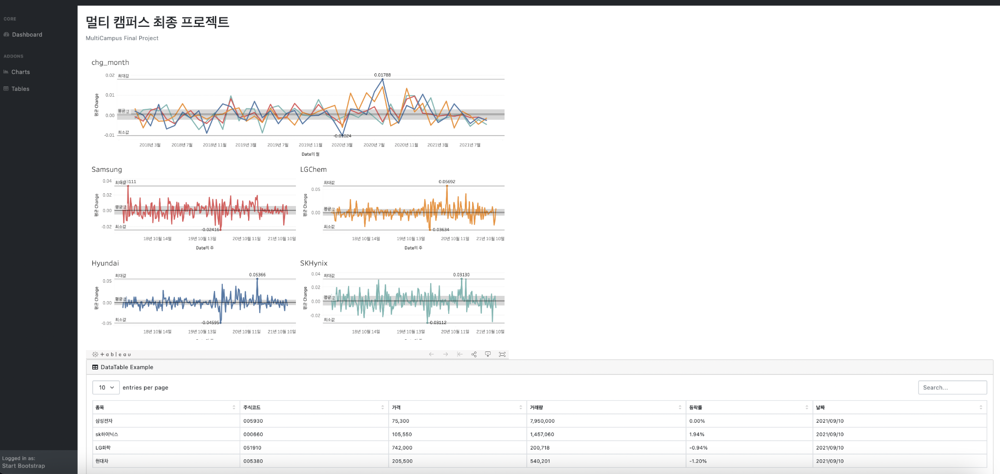 CORE
Dashboard
ADDONS
Charts
Tables
Logged in as:
Start Bootstrap
멀티 캠퍼스 최종 프로젝트
MultiCampus Final Project
chg_month
평균 Change
0.02
0.01
0.00
-0.01
최대값
평균값
최소값
0.01788
-0.01024
2018년 3월 2018년 7월 2018년 11월 2019년 3월 2019년 7월 2019년 11월 2020년 3월 2020년 7월 2020년 11월 2021년 3월 2021년 7월
Date의 월
Samsung
평균 Change
0.04
0.02
0.00
-0.02
최대값
평균값
최소값
-0.02416
18년 10월 14일 19년 10월 13일 20년 10월 11일 21년 10월 10일
Date의 주
LGChem
평균 Change
0.05
0.00
최대값
평균값
최소값
0.05692
-0.03634
18년 10월 14일 19년 10월 13일 20년 10월 11일 21년 10월 10일
Date의 주
Hyundai
평균 Change
0.05
0.00
-0.05
최대값
평균값
최소값
0.05366
-0.04595
18년 10월 14일 19년 10월 13일 20년 10월 11일 21년 10월 10일
SKHynix
평균 Change
0.04
0.02
0.00
-0.02
최대값
평균값
최소값
0.03130
-0.03112
18년 10월 14일 19년 10월 13일 20년 10월 11일 21년 10월 10일
+ableau
DataTable Example
10 entries per page
Search...
종목 주식코드 가격 거래량 등락률 날짜
삼성전자 005930 75,300 7,950,000 0.00% 2021/09/10
sk하이닉스 000660 105,550 1,457,060 1.94% 2021/09/10
LG화학 051910 742,000 200,718 -0.94% 2021/09/10
현대차 005380 205,500 540,201 -1.20% 2021/09/10